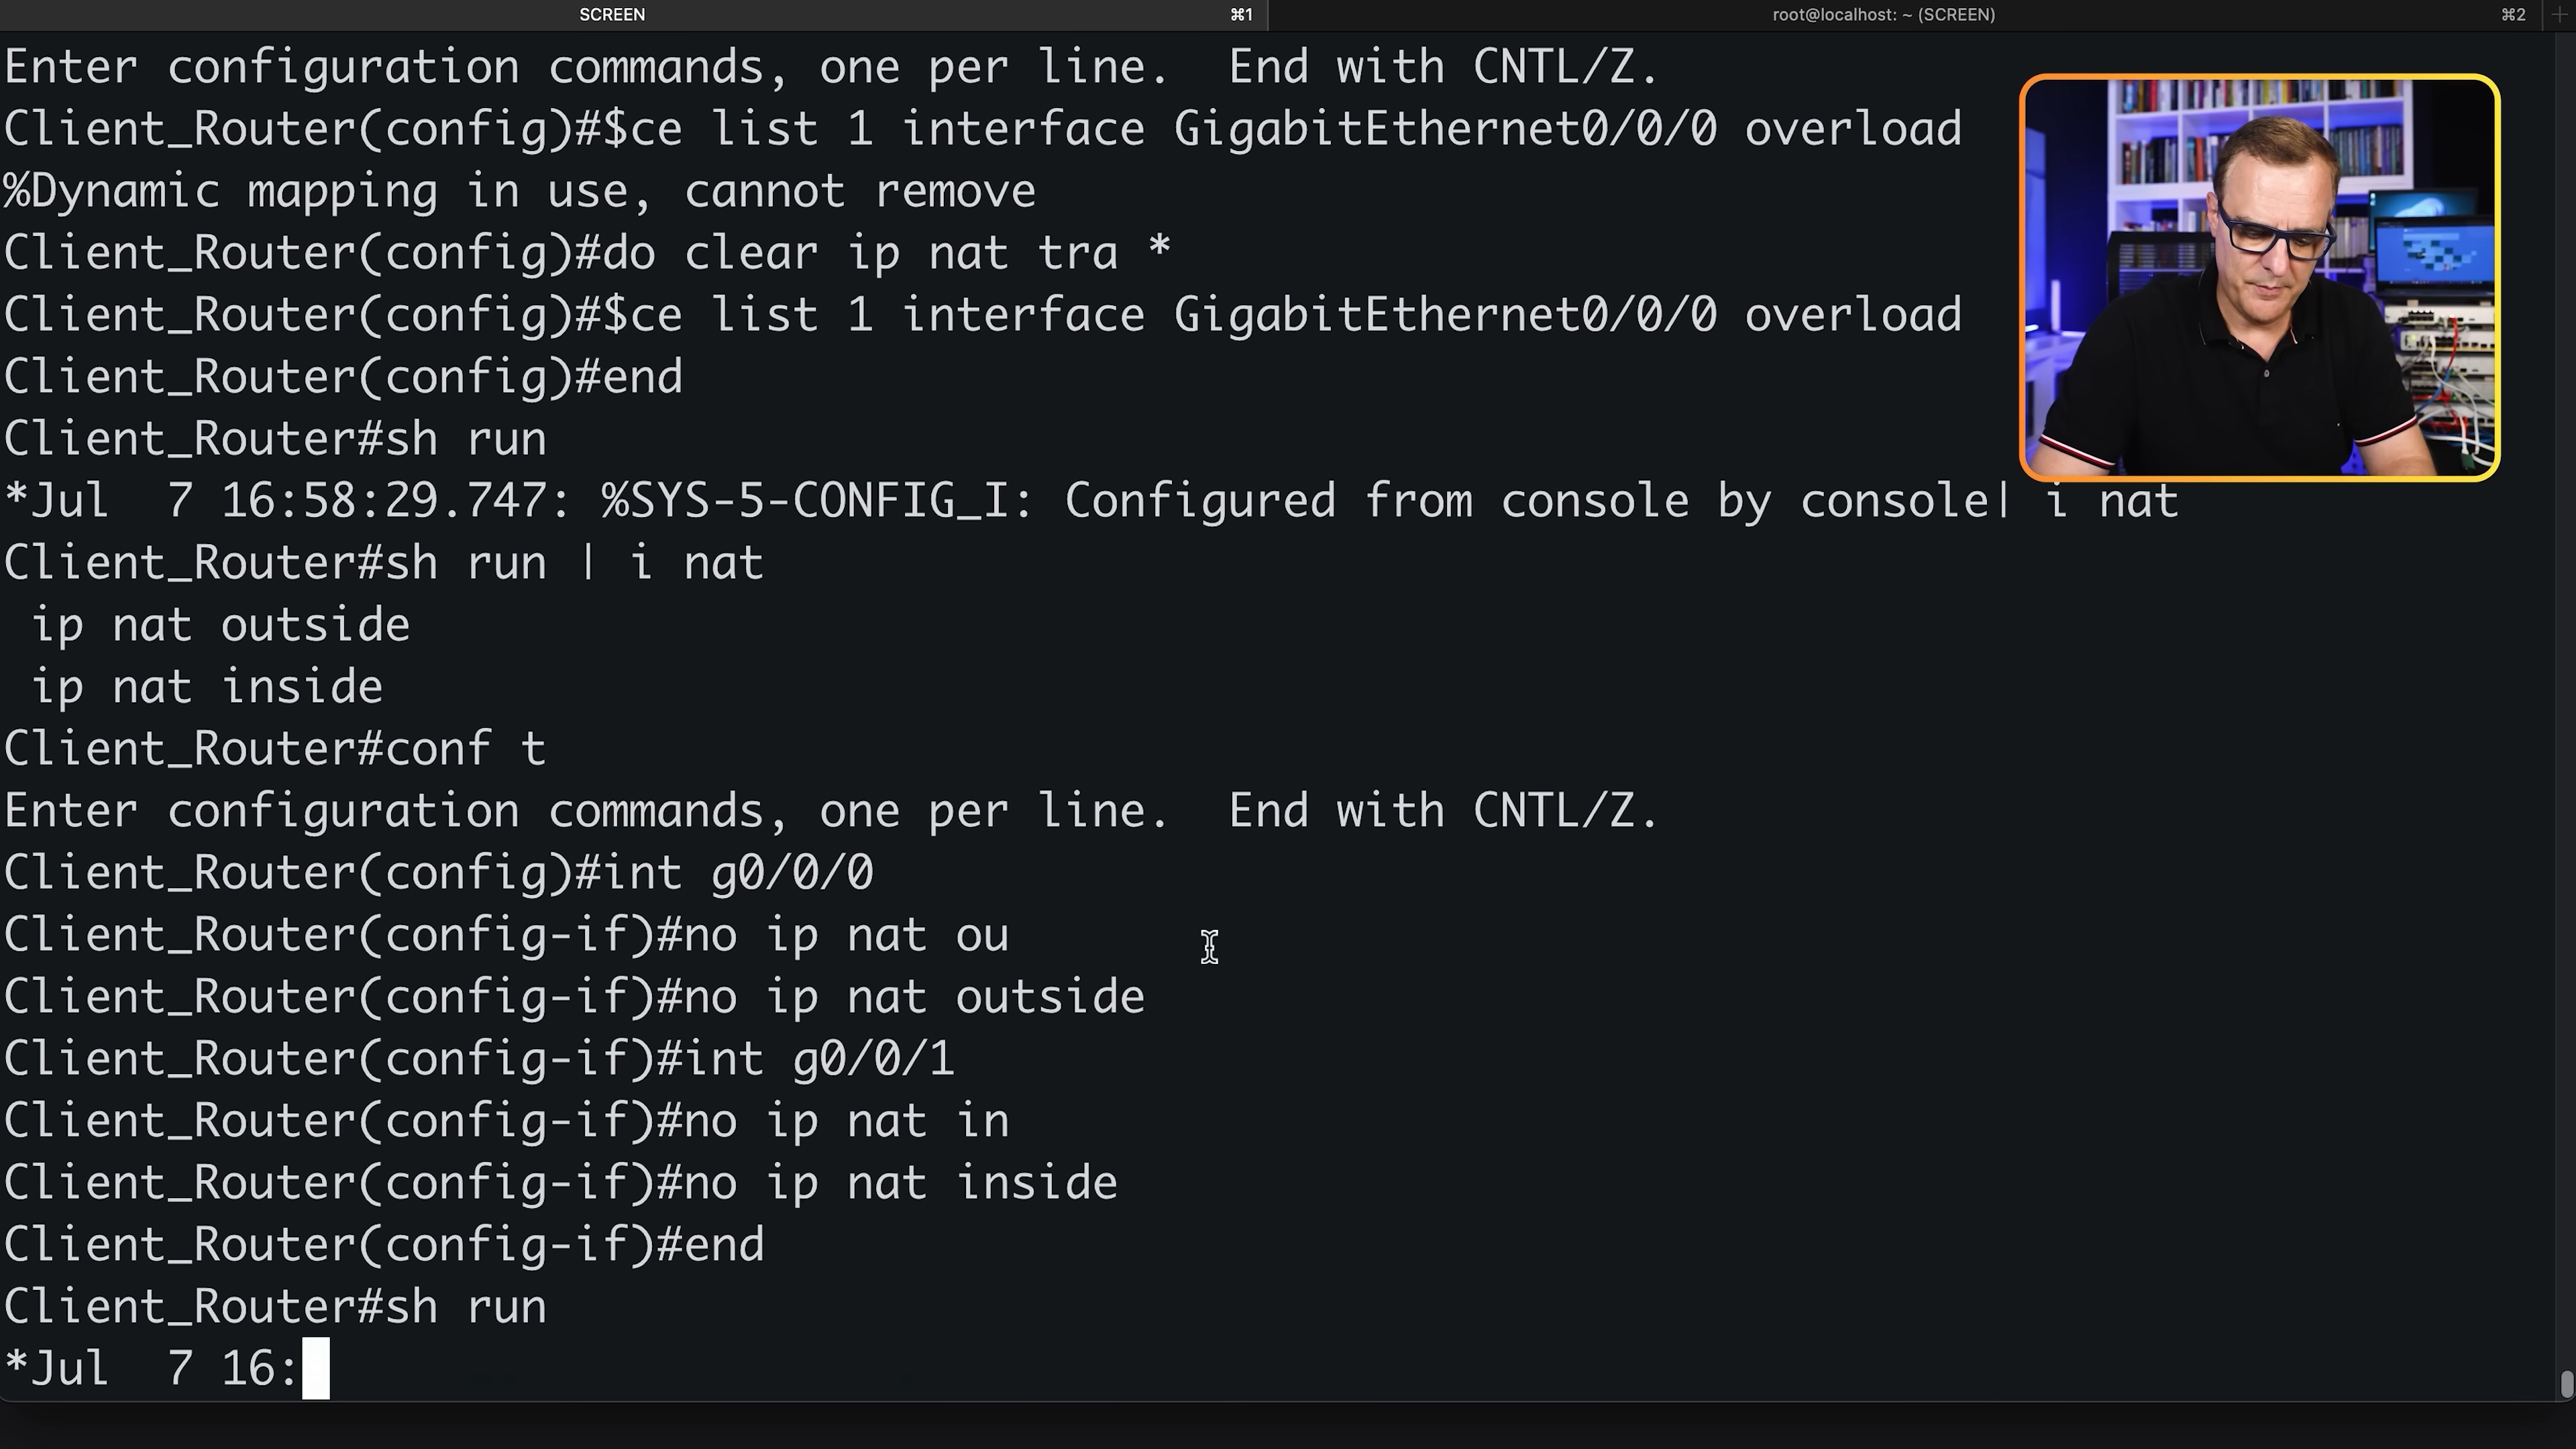 SCREEN ⌘1 root@localhost: ~ (SCREEN) ⌘2
Enter configuration commands, one per line.  End with CNTL/Z.
Client_Router(config)#$ce list 1 interface GigabitEthernet0/0/0 overload
%Dynamic mapping in use, cannot remove
Client_Router(config)#do clear ip nat tra *
Client_Router(config)#$ce list 1 interface GigabitEthernet0/0/0 overload
Client_Router(config)#end
Client_Router#sh run
*Jul  7 16:58:29.747: %SYS-5-CONFIG_I: Configured from console by console| i nat
Client_Router#sh run | i nat
 ip nat outside
 ip nat inside
Client_Router#conf t
Enter configuration commands, one per line.  End with CNTL/Z.
Client_Router(config)#int g0/0/0
Client_Router(config-if)#no ip nat ou
Client_Router(config-if)#no ip nat outside
Client_Router(config-if)#int g0/0/1
Client_Router(config-if)#no ip nat in
Client_Router(config-if)#no ip nat inside
Client_Router(config-if)#end
Client_Router#sh run
*Jul  7 16: